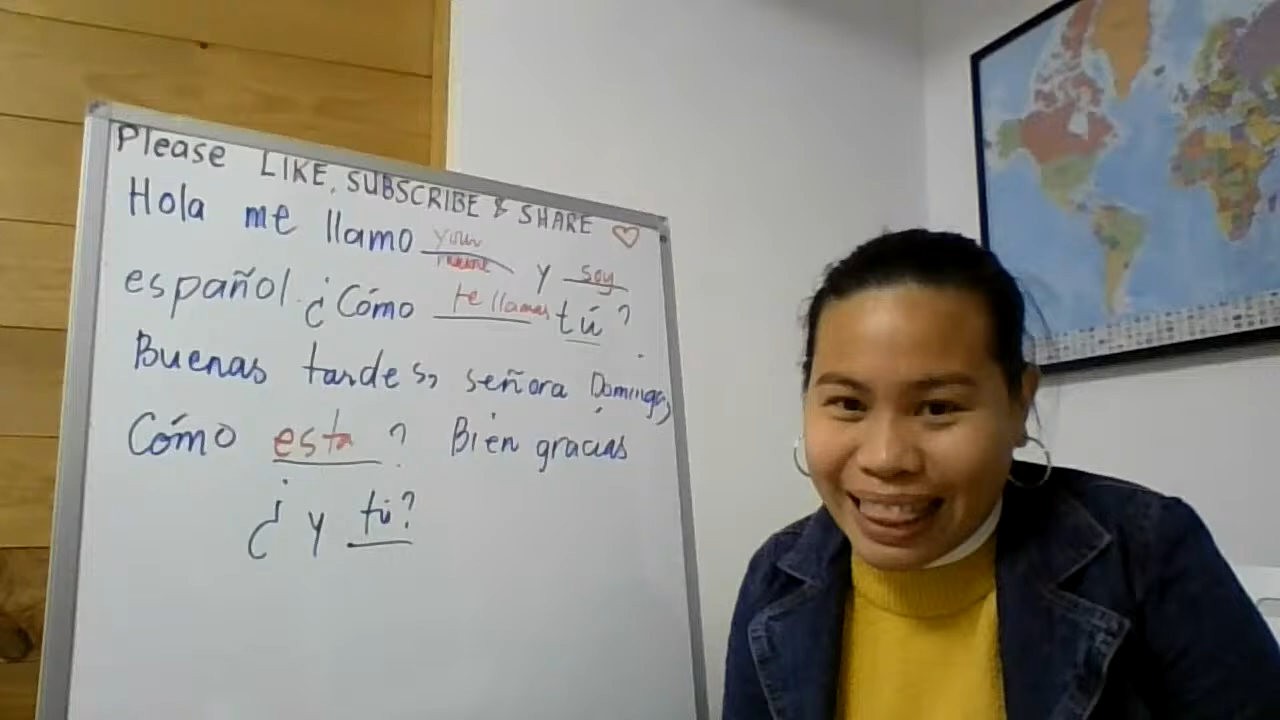 Please LIKE, SUBSCRIBE & SHARE ♡
Hola me llamo your name y soy
español. ¿Cómo te llamas tú?
Buenas tardes, señora Domingo,
Cómo esta? Bien gracias
¿y tú?